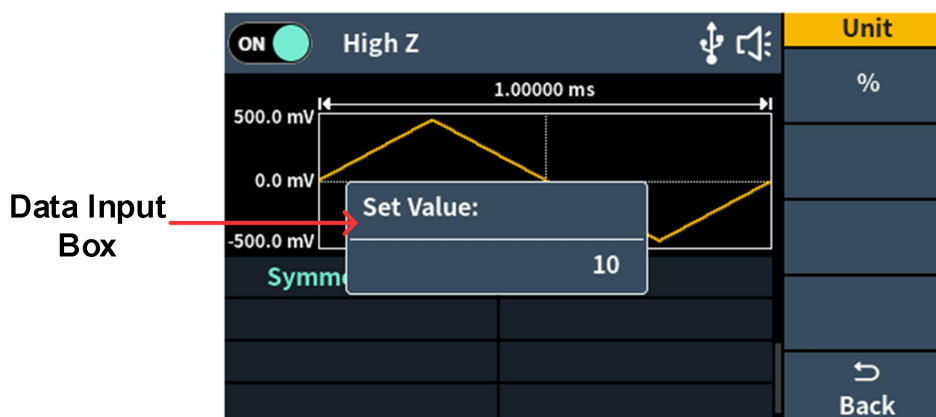 ON
High Z
Unit
1.00000 ms
%
500.0 mV
0.0 mV
Data Input
Box
Set Value:
-500.0 mV
10
Symme
Back